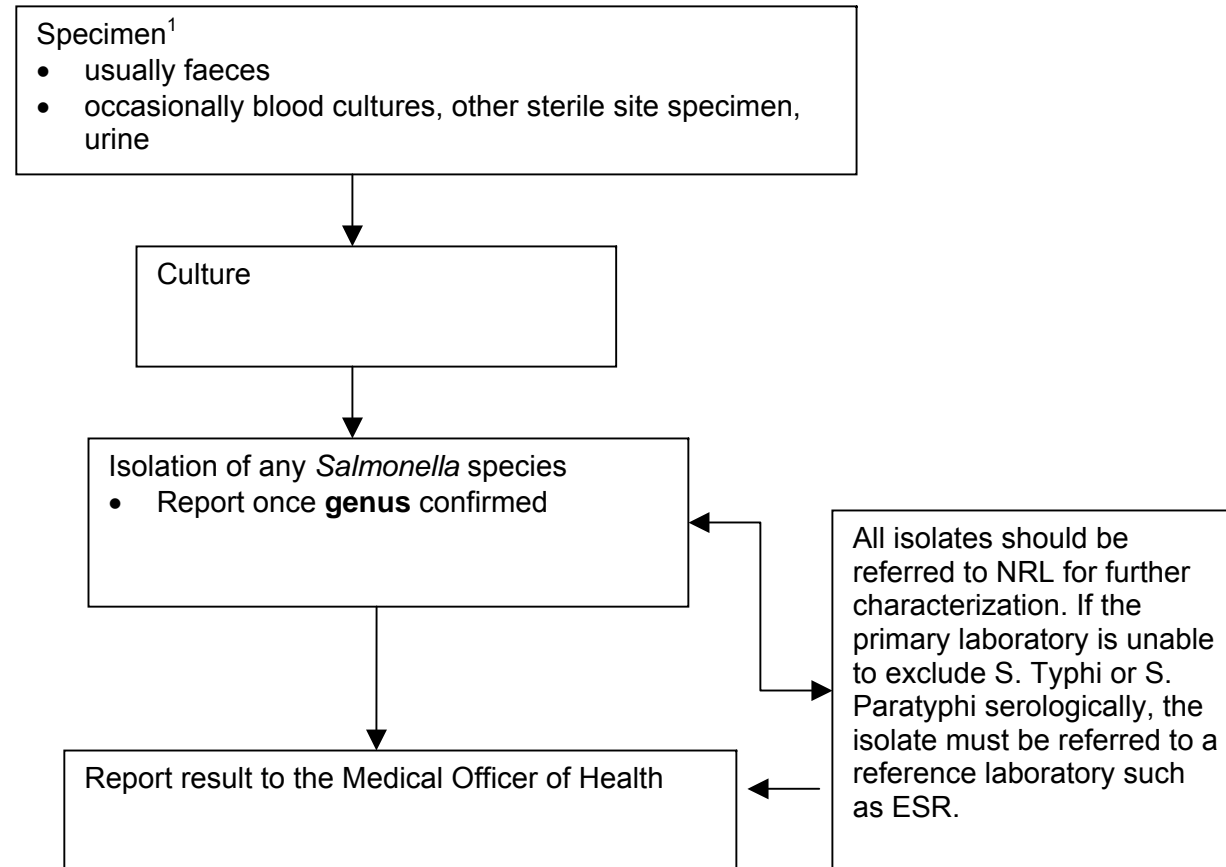 Specimen¹
• usually faeces
• occasionally blood cultures, other sterile site specimen,
urine
Culture
Isolation of any Salmonella species
• Report once genus confirmed
All isolates should be
referred to NRL for further
characterization. If the
primary laboratory is unable
to exclude S. Typhi or S.
Paratyphi serologically, the
isolate must be referred to a
reference laboratory such
as ESR.
Report result to the Medical Officer of Health